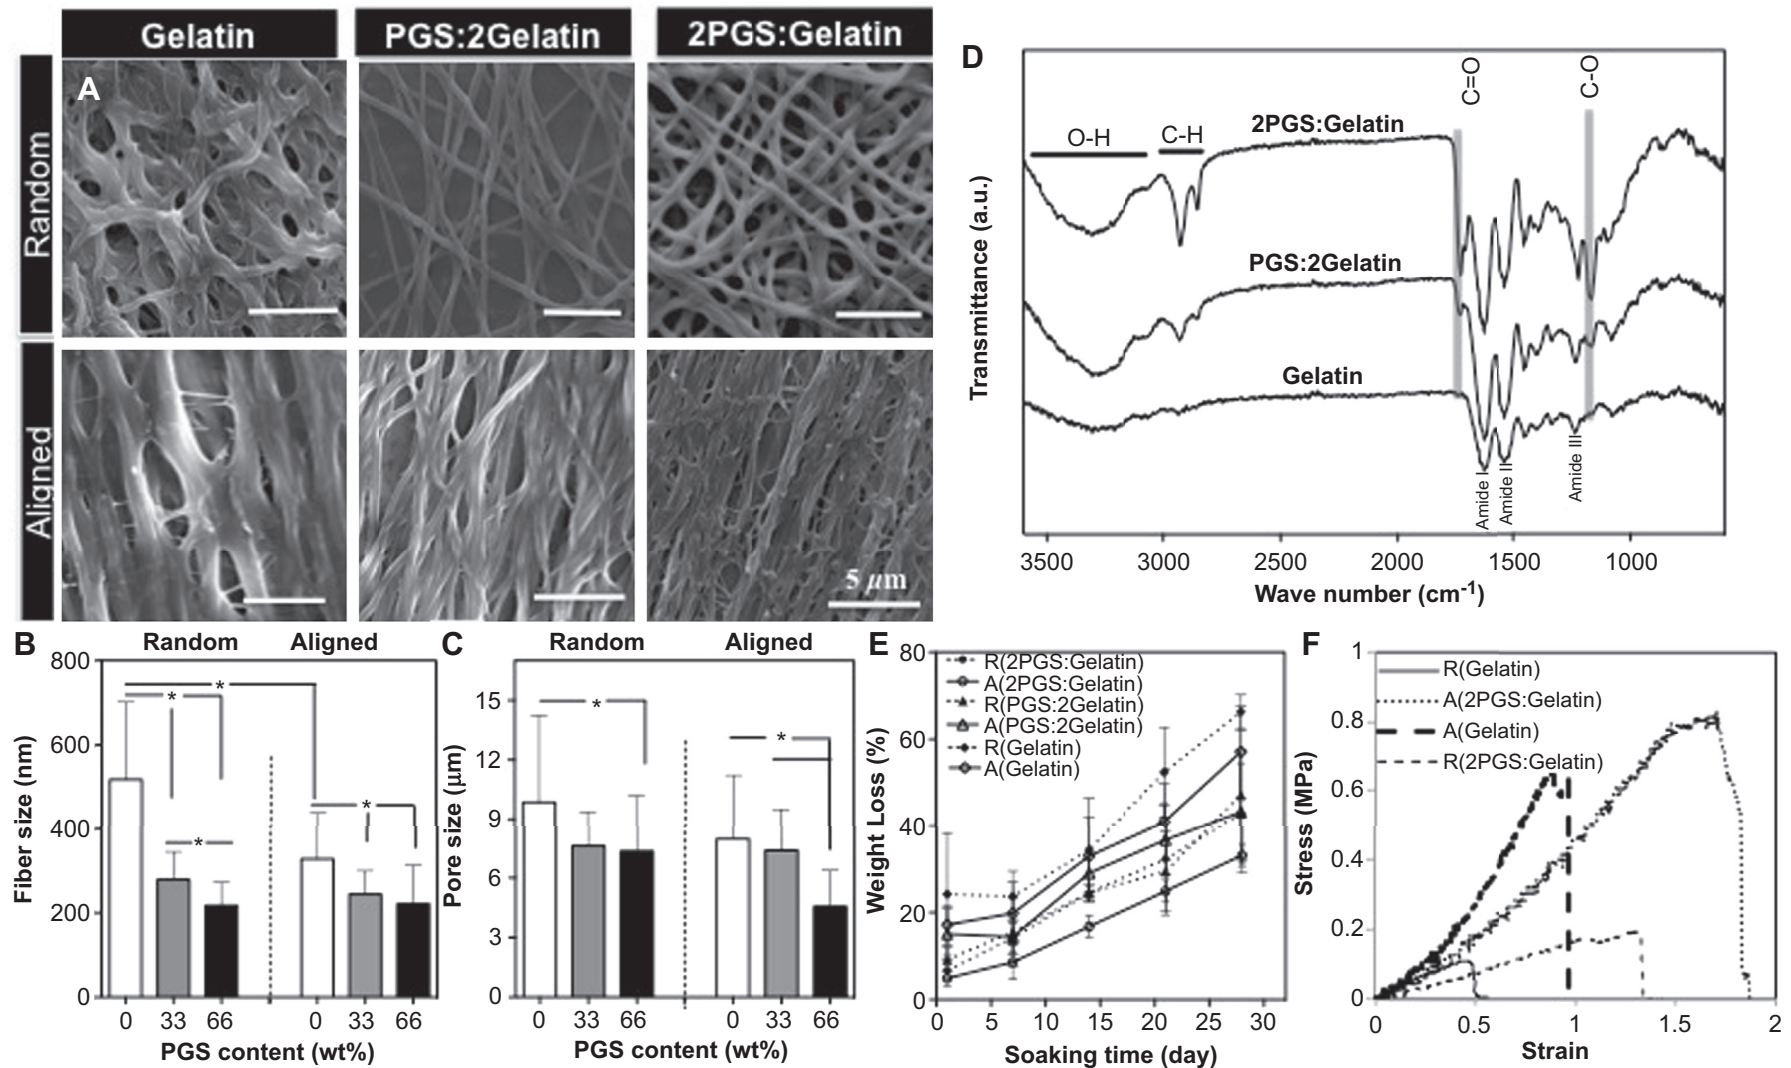 Gelatin PGS:2Gelatin 2PGS:Gelatin
Random
A
Aligned
5 µm
D
O-H
C-H
C=O
C-O
2PGS:Gelatin
PGS:2Gelatin
Gelatin
Amide I
Amide II
Amide III
Transmittance (a.u.)
3500 3000 2500 2000 1500 1000
Wave number (cm-1)
B
Random Aligned
800
600
400
200
0
* * * *
Fiber size (nm)
0 33 66 0 33 66
PGS content (wt%)
C
Random Aligned
15
12
9
6
3
0
* *
Pore size (µm)
0 33 66 0 33 66
PGS content (wt%)
E
80
60
40
20
0
R(2PGS:Gelatin)
A(2PGS:Gelatin)
R(PGS:2Gelatin)
A(PGS:2Gelatin)
R(Gelatin)
A(Gelatin)
Weight Loss (%)
0 5 10 15 20 25 30
Soaking time (day)
F
1
0.8
0.6
0.4
0.2
0
R(Gelatin)
A(2PGS:Gelatin)
A(Gelatin)
R(2PGS:Gelatin)
Stress (MPa)
0 0.5 1 1.5 2
Strain